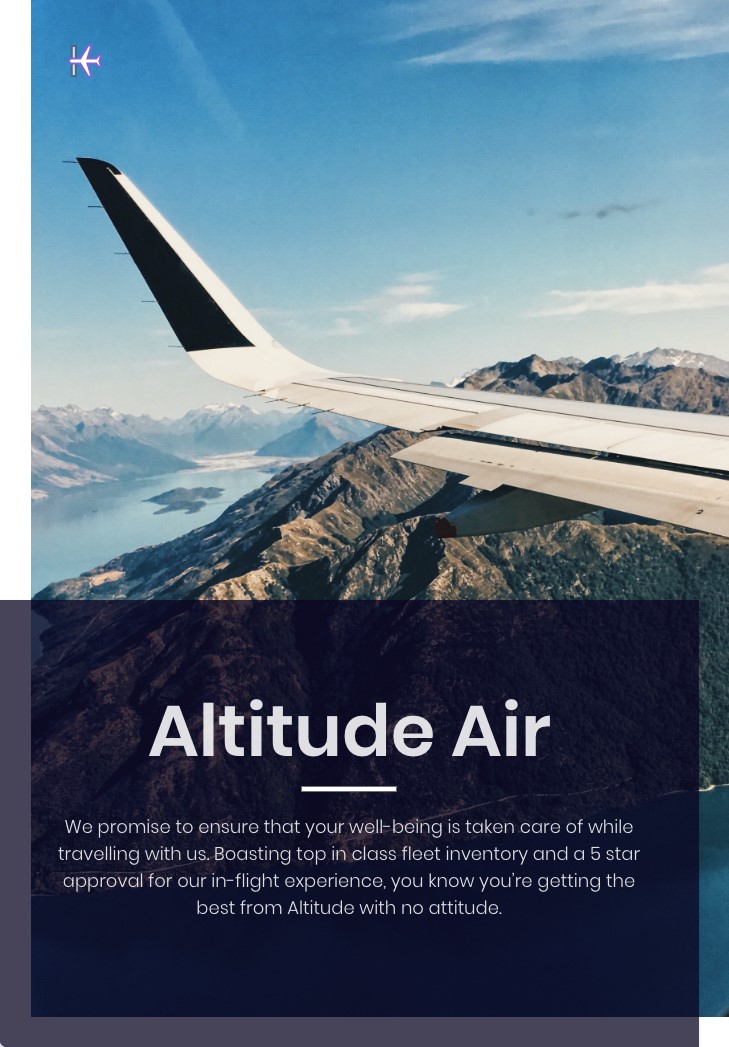 Altitude Air
We promise to ensure that your well-being is taken care of while
travelling with us. Boasting top in class fleet inventory and a 5 star
approval for our in-flight experience, you know you're getting the
best from Altitude with no attitude.